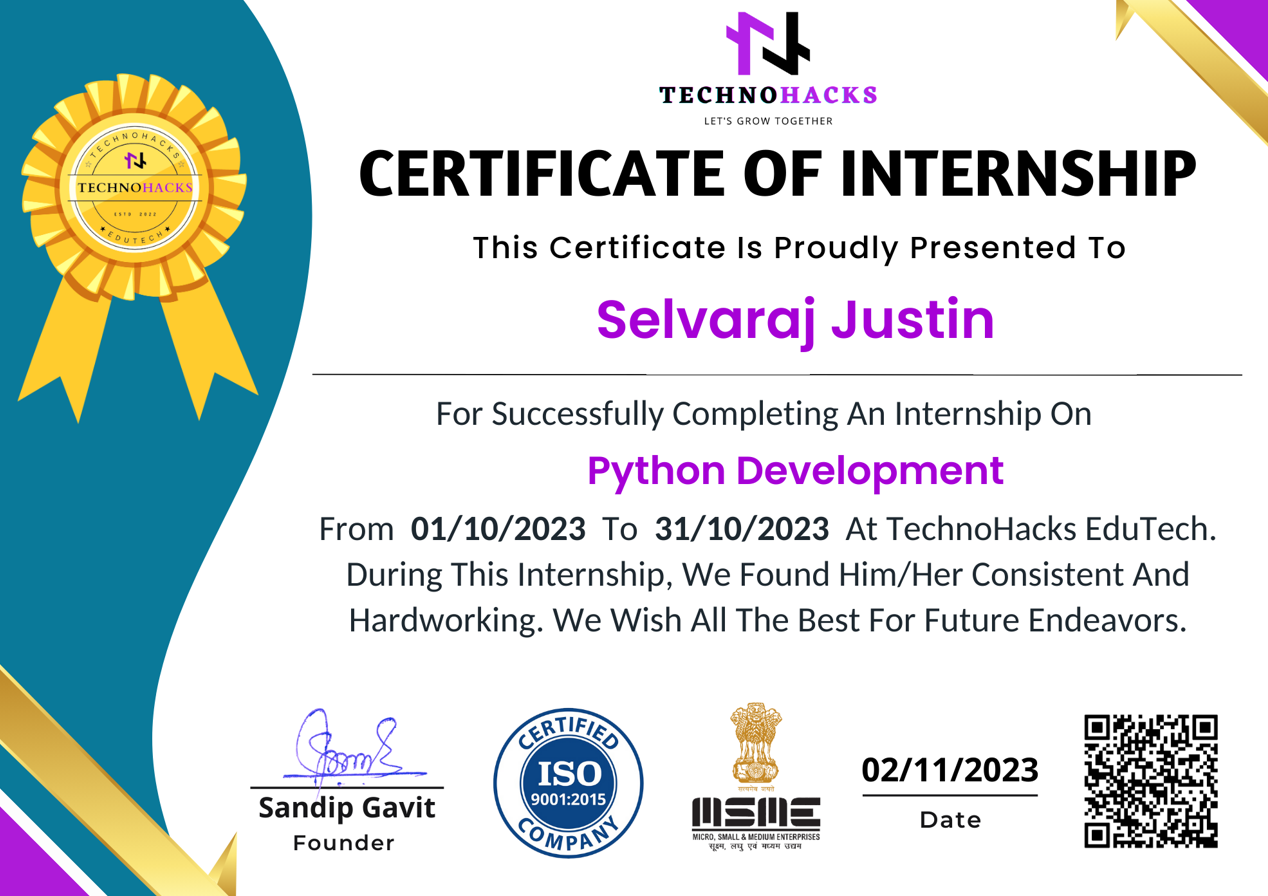 TECHNOHACKS
LET'S GROW TOGETHER
TECHNOHACKS
TECHNOHACKS
ESTD 2022
EDUTECH
CERTIFICATE OF INTERNSHIP
This Certificate Is Proudly Presented To
Selvaraj Justin
For Successfully Completing An Internship On
Python Development
From 01/10/2023 To 31/10/2023 At TechnoHacks EduTech.
During This Internship, We Found Him/Her Consistent And
Hardworking. We Wish All The Best For Future Endeavors.
Sandip Gavit
Founder
CERTIFIED
ISO
9001:2015
COMPANY
सत्यमेव जयते
MSME
MICRO, SMALL & MEDIUM ENTERPRISES
सूक्ष्म, लघु एवं मध्यम उद्यम
02/11/2023
Date